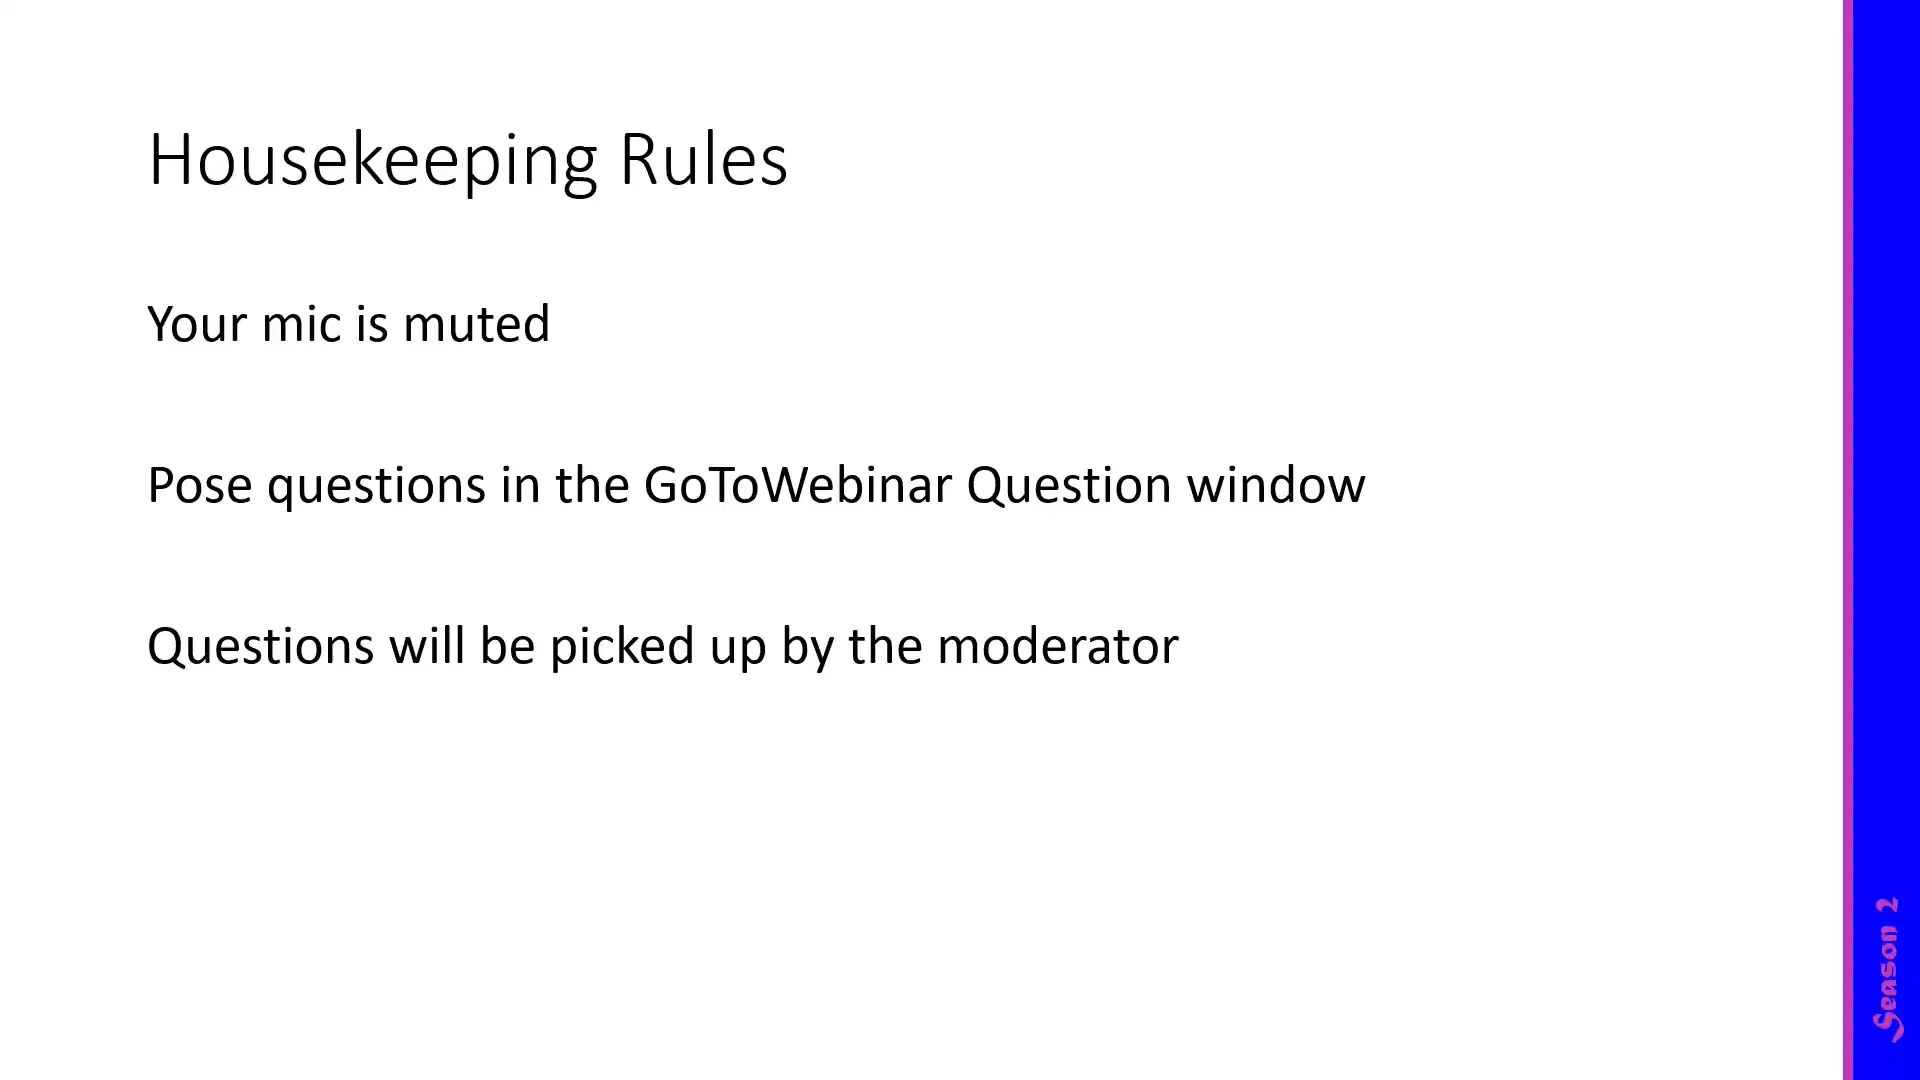 Housekeeping Rules
Your mic is muted
Pose questions in the GoToWebinar Question window
Questions will be picked up by the moderator
Season 2